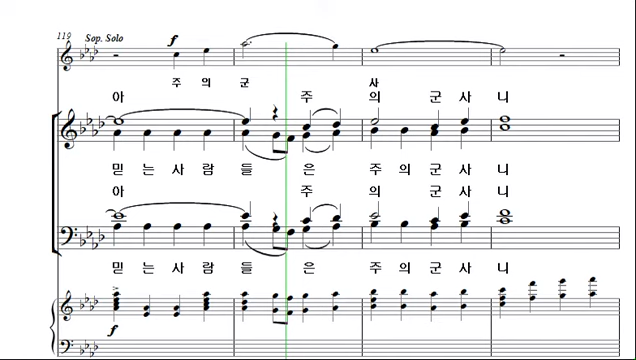 119 Sop. Solo f
주 의 군 사
아 주 의 군 사 니
믿 는 사 람 들 은 주 의 군 사 니
아 주 의 군 사 니
믿 는 사 람 들 은 주 의 군 사 니
f